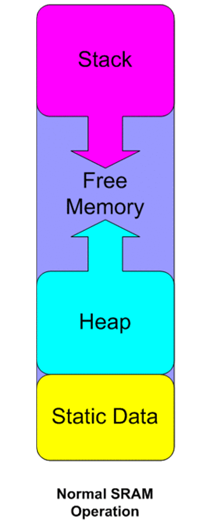 Stack
Free
Memory
Heap
Static Data
Normal SRAM
Operation